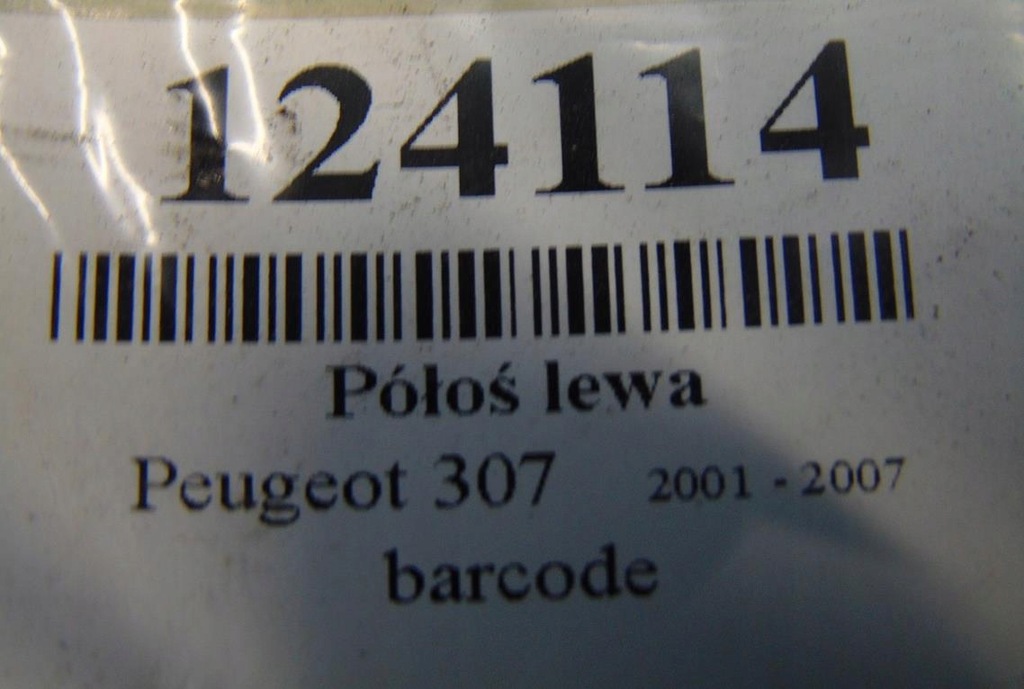 124114
Półoś lewa
Peugeot 307 2001 - 2007
barcode